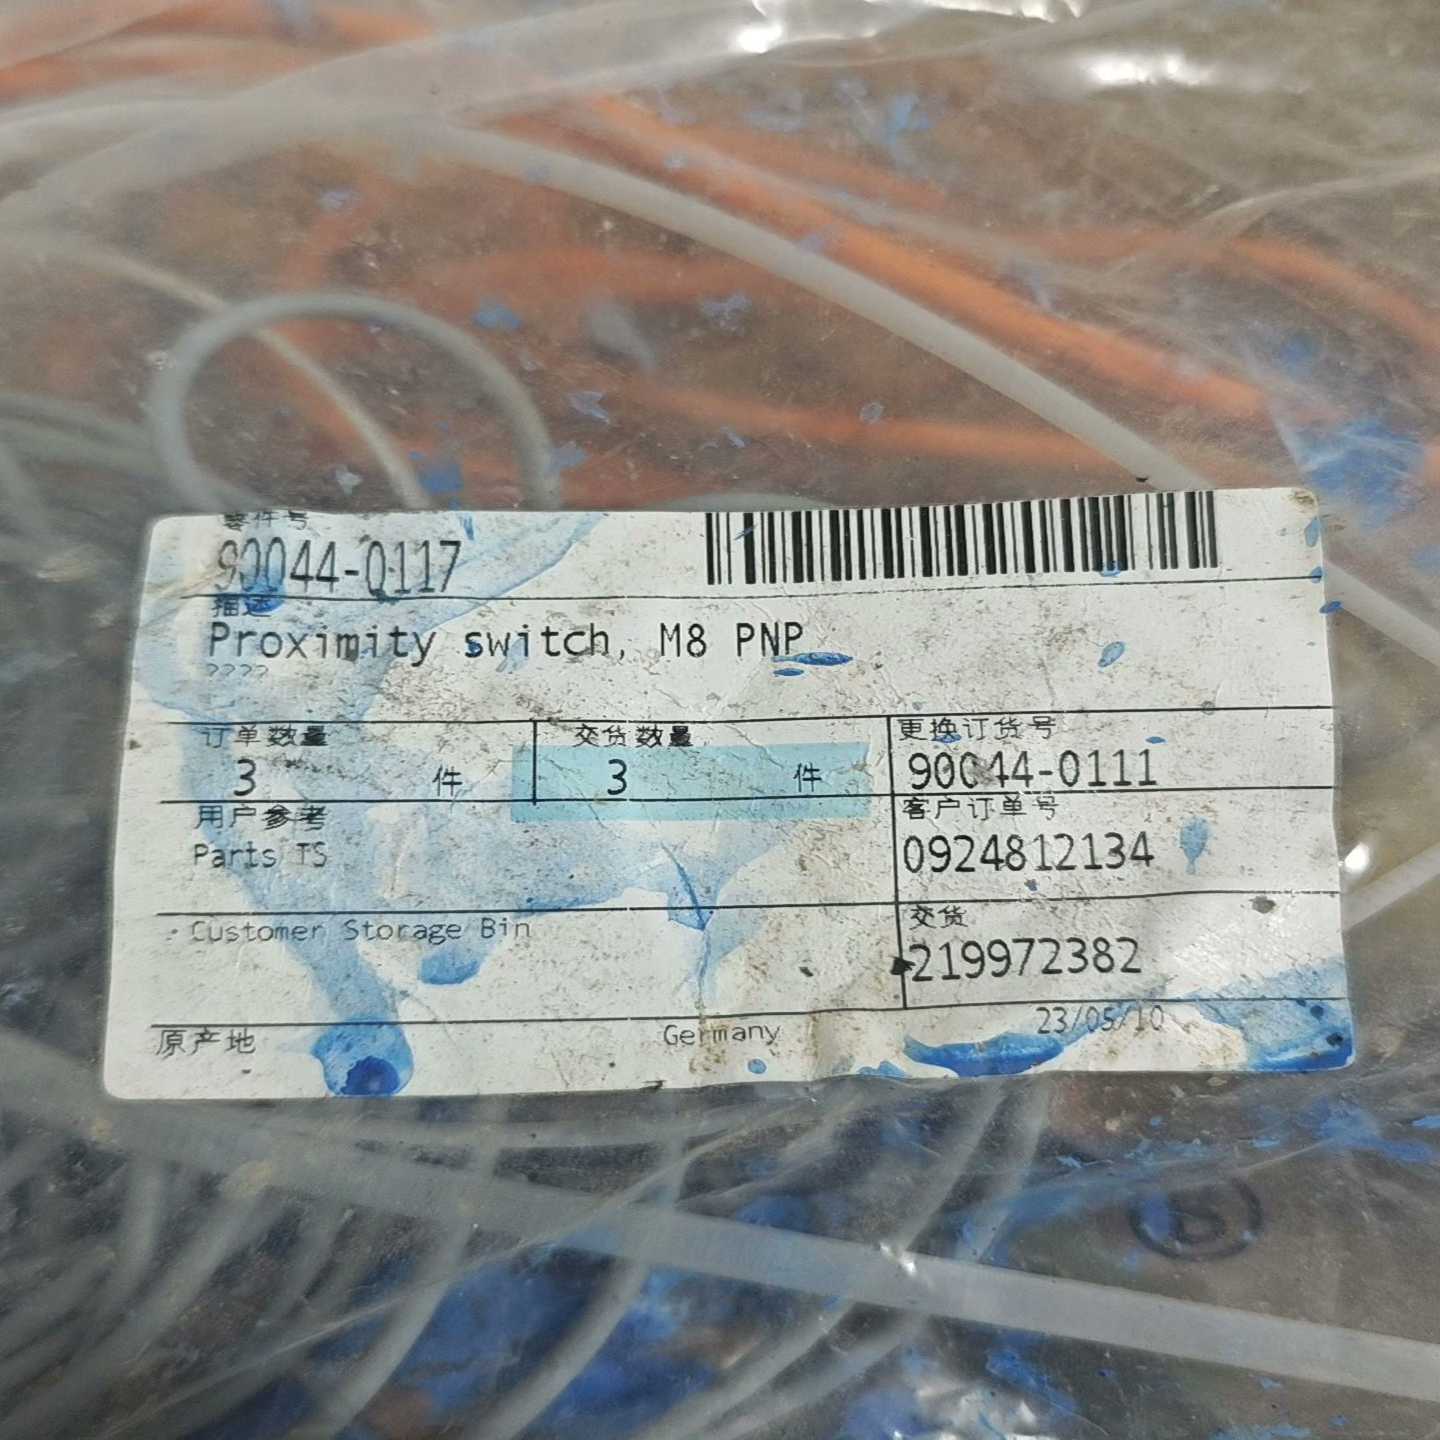 零件号
90044-0117
描述
Proximity switch, M8 PNP
????
订单数量 交货数量 更换订货号
3 件 3 件 90044-0111
用户参考 客户订单号
Parts TS 0924812134
Customer Storage Bin 交货
219972382
原产地 Germany 23/05/10